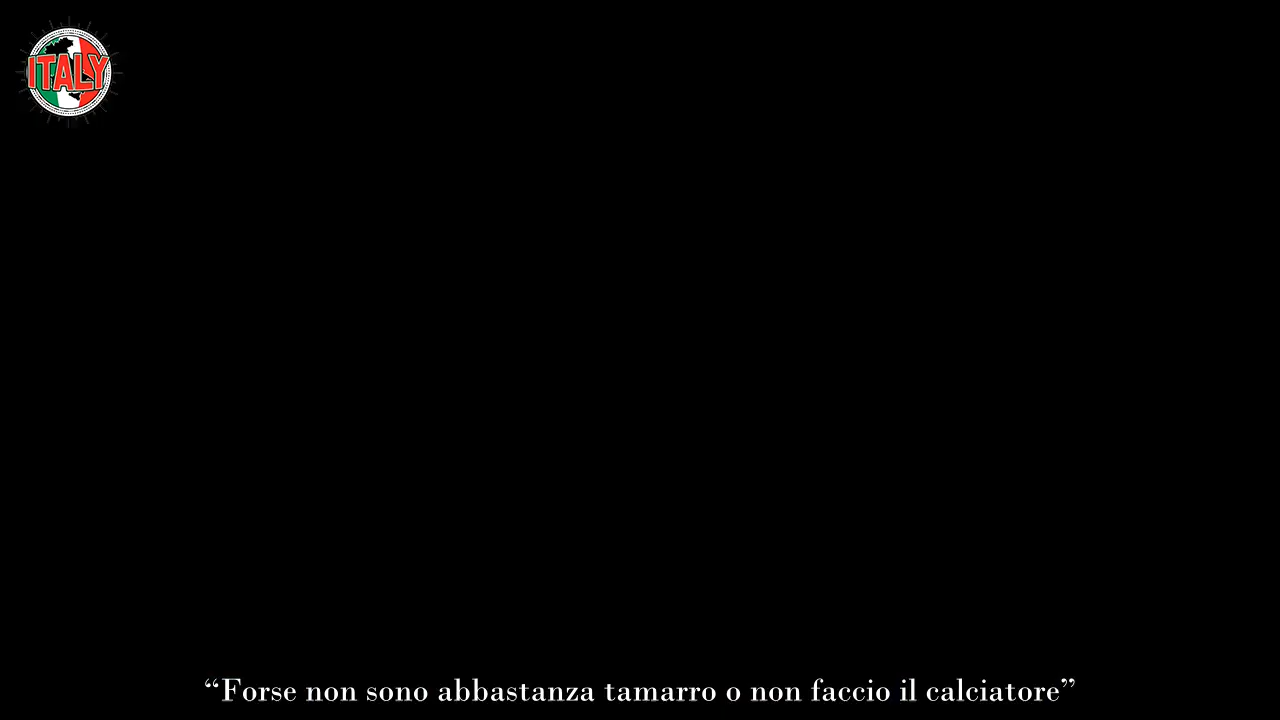 ITALY
“Forse non sono abbastanza tamarro o non faccio il calciatore”